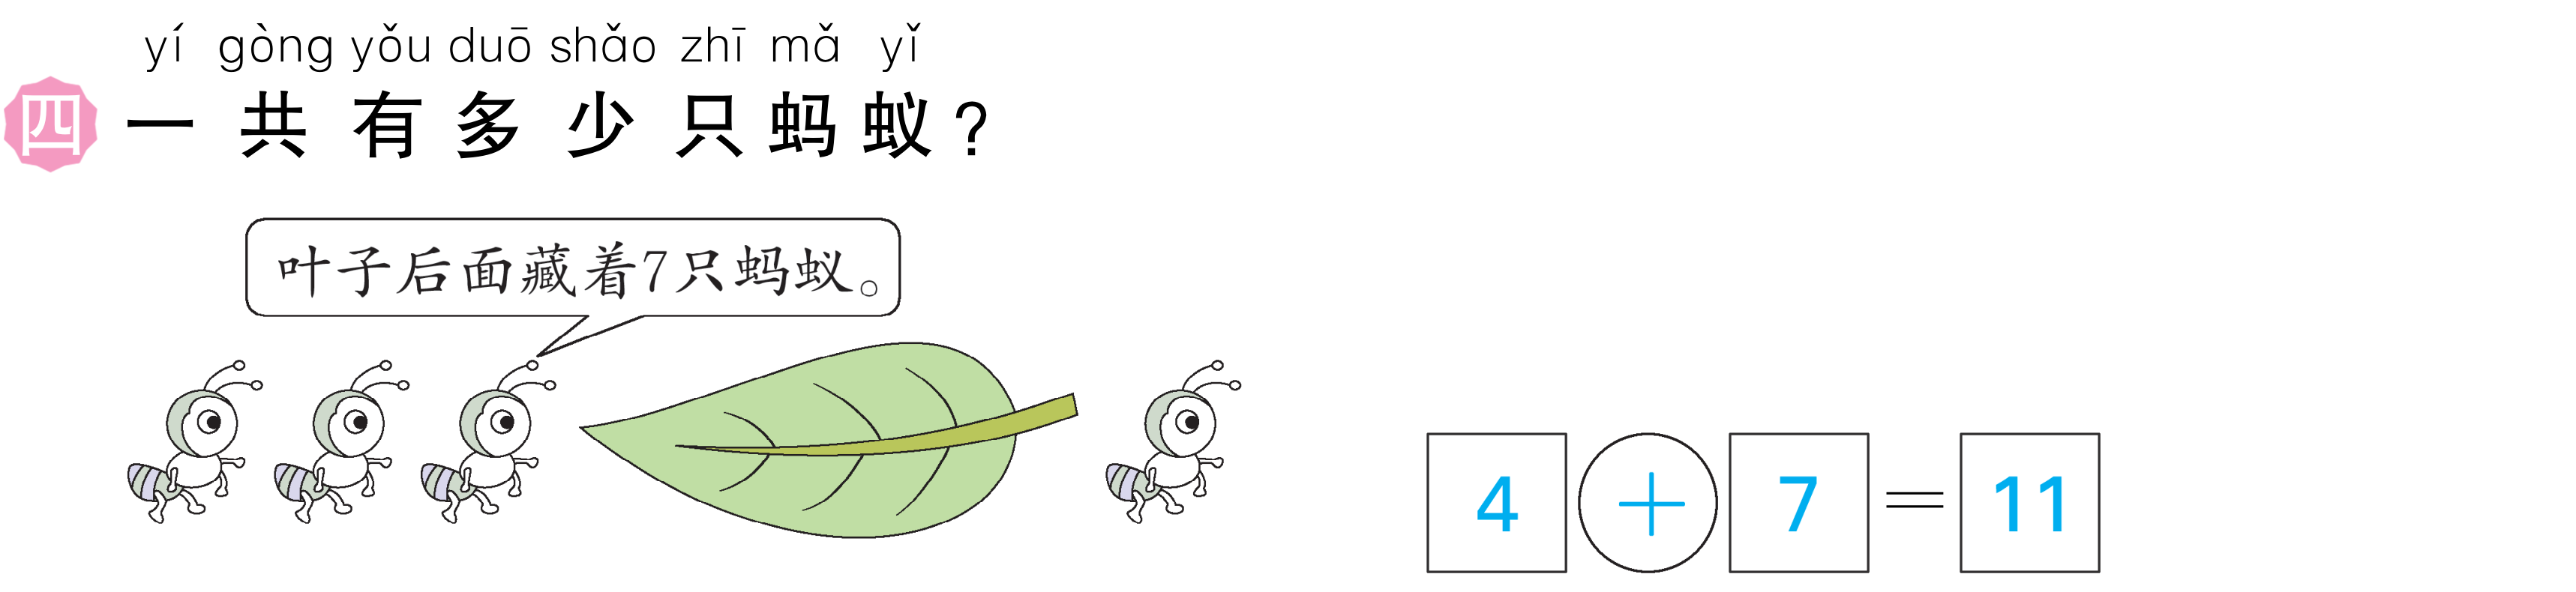 yí gòng yǒu duō shǎo zhī mǎ yǐ
四 一共有多少只蚂蚁？
叶子后面藏着7只蚂蚁。
4 + 7 = 11